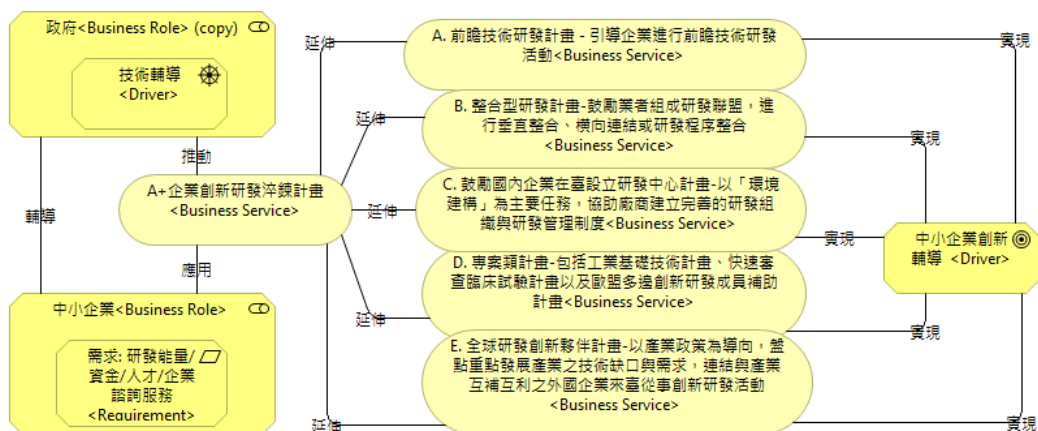 政府<Business Role> (copy)
技術輔導
<Driver>
輔導
推動
A+企業創新研發淬鍊計畫
<Business Service>
應用
中小企業<Business Role>
需求: 研發能量/
資金/人才/企業
諮詢服務
<Requirement>
延伸
延伸
延伸
延伸
延伸
A. 前瞻技術研發計畫 - 引導企業進行前瞻技術研發
活動<Business Service>
B. 整合型研發計畫-鼓勵業者組成研發聯盟，進
行垂直整合、橫向連結或研發程序整合
<Business Service>
C. 鼓勵國內企業在臺設立研發中心計畫-以「環境
建構」為主要任務，協助廠商建立完善的研發組
織與研發管理制度<Business Service>
D. 專案類計畫-包括工業基礎技術計畫、快速審
查臨床試驗計畫以及歐盟多邊創新研發成員補助
計畫<Business Service>
E. 全球研發創新夥伴計畫-以產業政策為導向，盤
點重點發展產業之技術缺口與需求，連結與產業
互補互利之外國企業來臺從事創新研發活動
<Business Service>
實現
實現
實現
實現
實現
中小企業創新
輔導 <Driver>